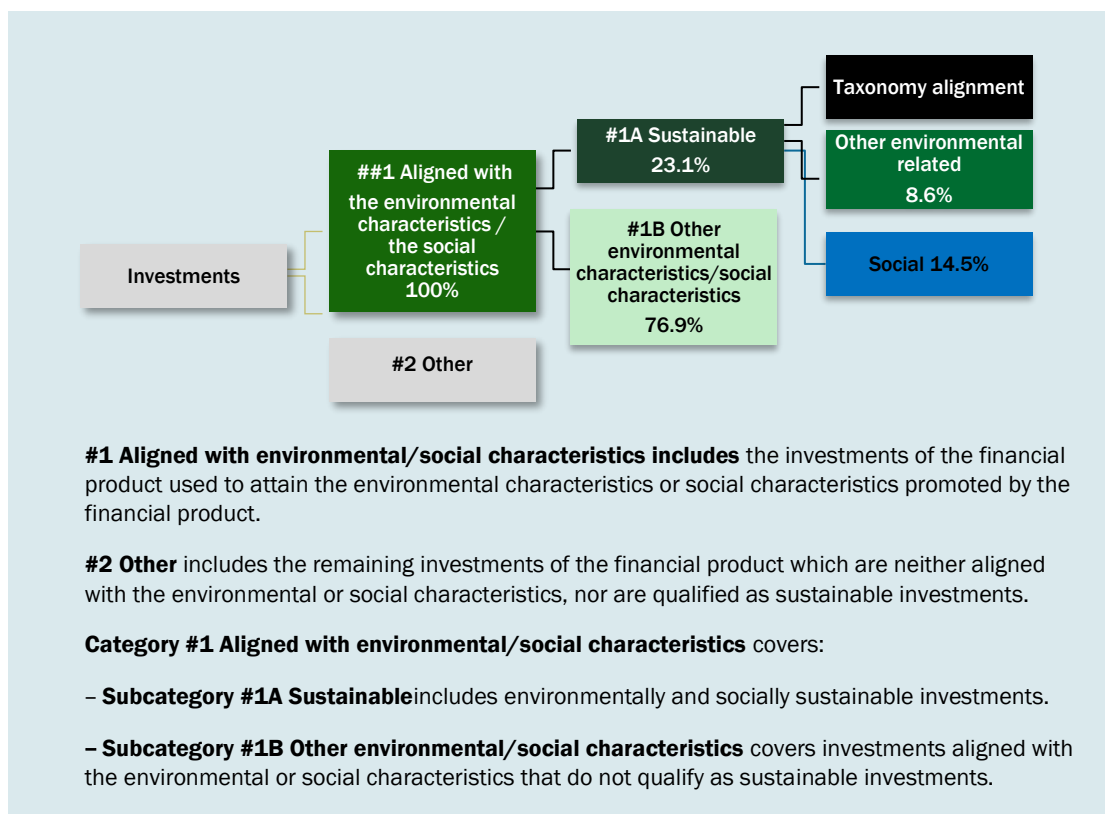 Taxonomy alignment
#1A Sustainable
23.1%
Other environmental
related
8.6%
##1 Aligned with
the environmental
characteristics /
the social
characteristics
100%
#1B Other
environmental
characteristics/social
characteristics
76.9%
Social 14.5%
Investments
#2 Other
#1 Aligned with environmental/social characteristics includes the investments of the financial
product used to attain the environmental characteristics or social characteristics promoted by the
financial product.
#2 Other includes the remaining investments of the financial product which are neither aligned
with the environmental or social characteristics, nor are qualified as sustainable investments.
Category #1 Aligned with environmental/social characteristics covers:
– Subcategory #1A Sustainableincludes environmentally and socially sustainable investments.
– Subcategory #1B Other environmental/social characteristics covers investments aligned with
the environmental or social characteristics that do not qualify as sustainable investments.